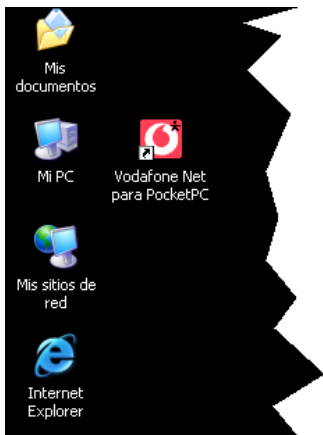 Mis
documentos
Mi PC
Vodafone Net
para PocketPC
Mis sitios de
red
Internet
Explorer